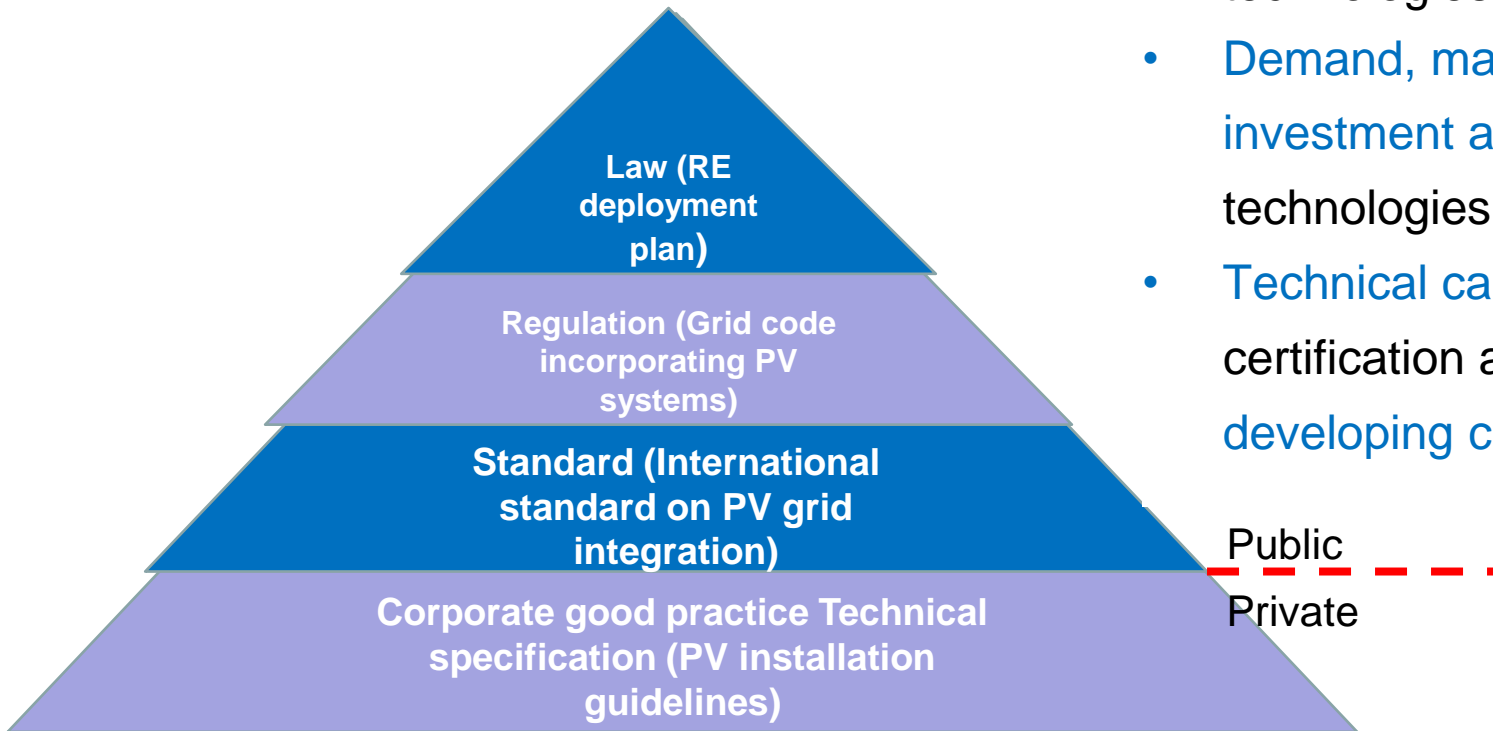 Law (RE
deployment
plan)
Regulation (Grid code
incorporating PV
systems)
Standard (International
standard on PV grid
integration)
Corporate good practice Technical
specification (PV installation
guidelines)
• Demand, ma
investment a
technologies
• Technical ca
certification a
developing c
Public
Private